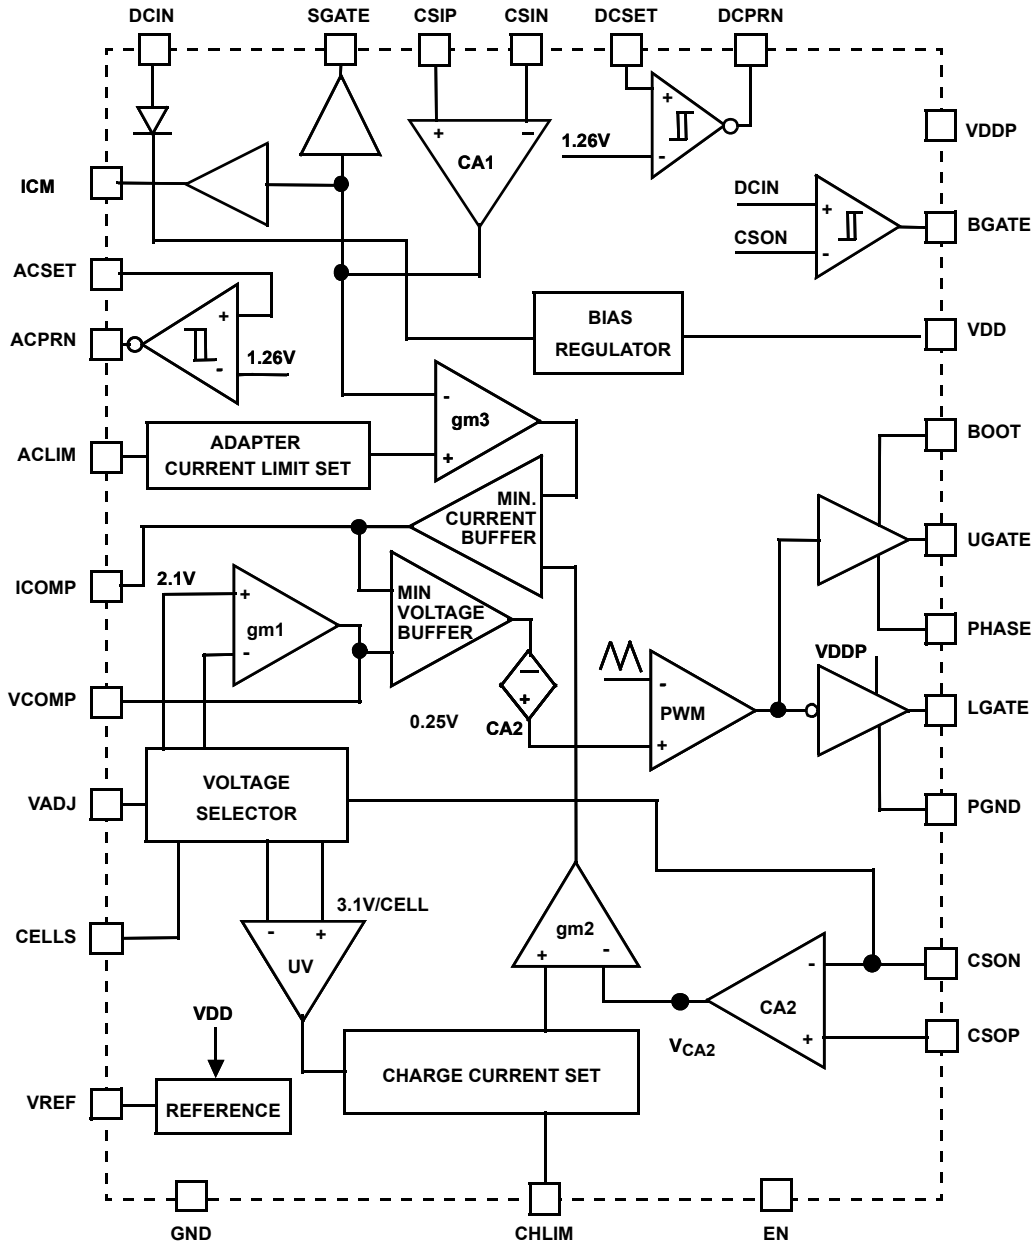 DCIN SGATE CSIP CSIN DCSET DCPRN
VDDP
+ -
CA1
+
1.26V
-
ICM
DCIN
+
CSON
-
BGATE
ACSET
+
ACPRN
1.26V
-
BIAS
REGULATOR
VDD
-
gm3
+
ACLIM
ADAPTER
CURRENT LIMIT SET
BOOT
MIN.
CURRENT
BUFFER
UGATE
ICOMP
2.1V
+
gm1
-
MIN
VOLTAGE
BUFFER
PHASE
VCOMP
0.25V
-
+
CA2
-
PWM
+
VDDP
LGATE
VADJ
VOLTAGE
SELECTOR
PGND
3.1V/CELL
CELLS
- +
UV
gm2
+ -
-
CA2
+
CSON
CSOP
VCA2
VDD
CHARGE CURRENT SET
VREF
REFERENCE
GND CHLIM EN